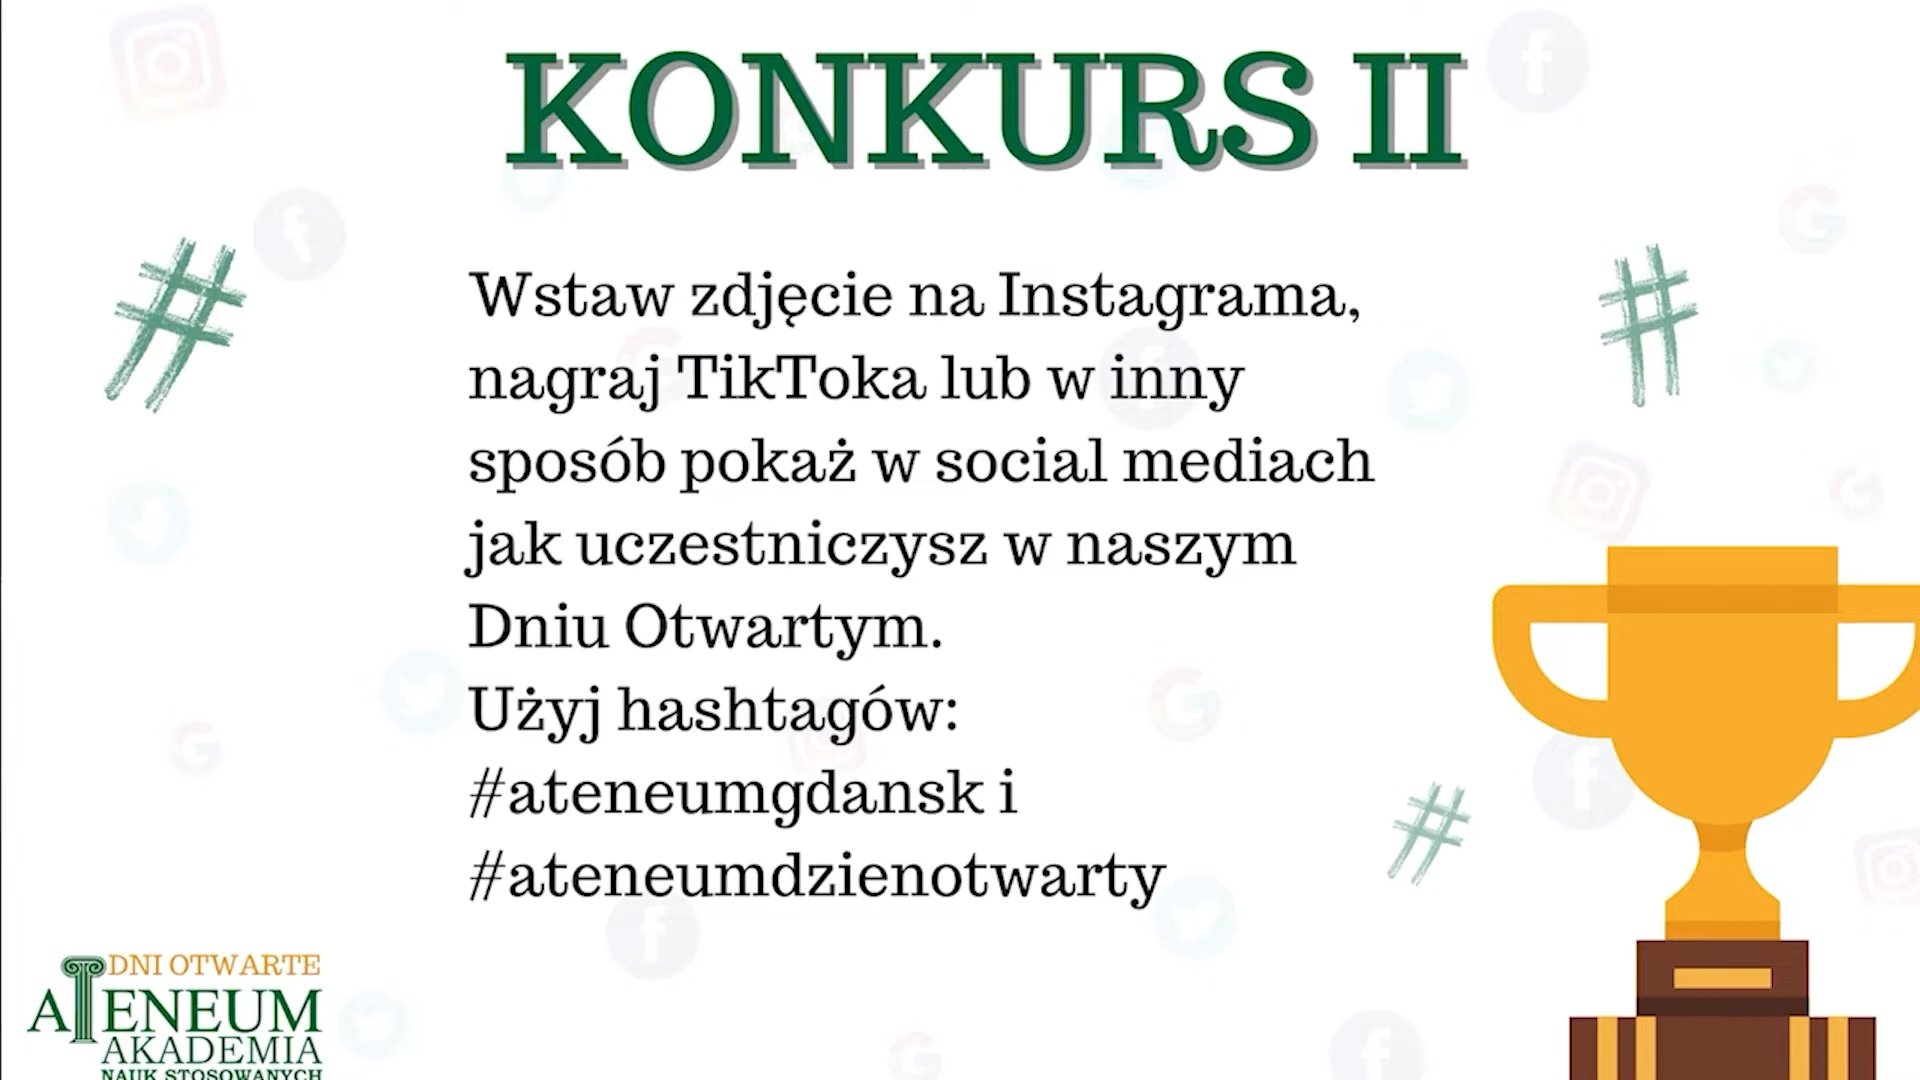 KONKURS II
Wstaw zdjęcie na Instagrama,
nagraj TikToka lub w inny
sposób pokaż w social mediach
jak uczestniczysz w naszym
Dniu Otwartym.
Użyj hashtagów:
#ateneumgdansk i
#ateneumdzienotwarty
DNI OTWARTE
ATENEUM
AKADEMIA
NAUK STOSOWANYCH